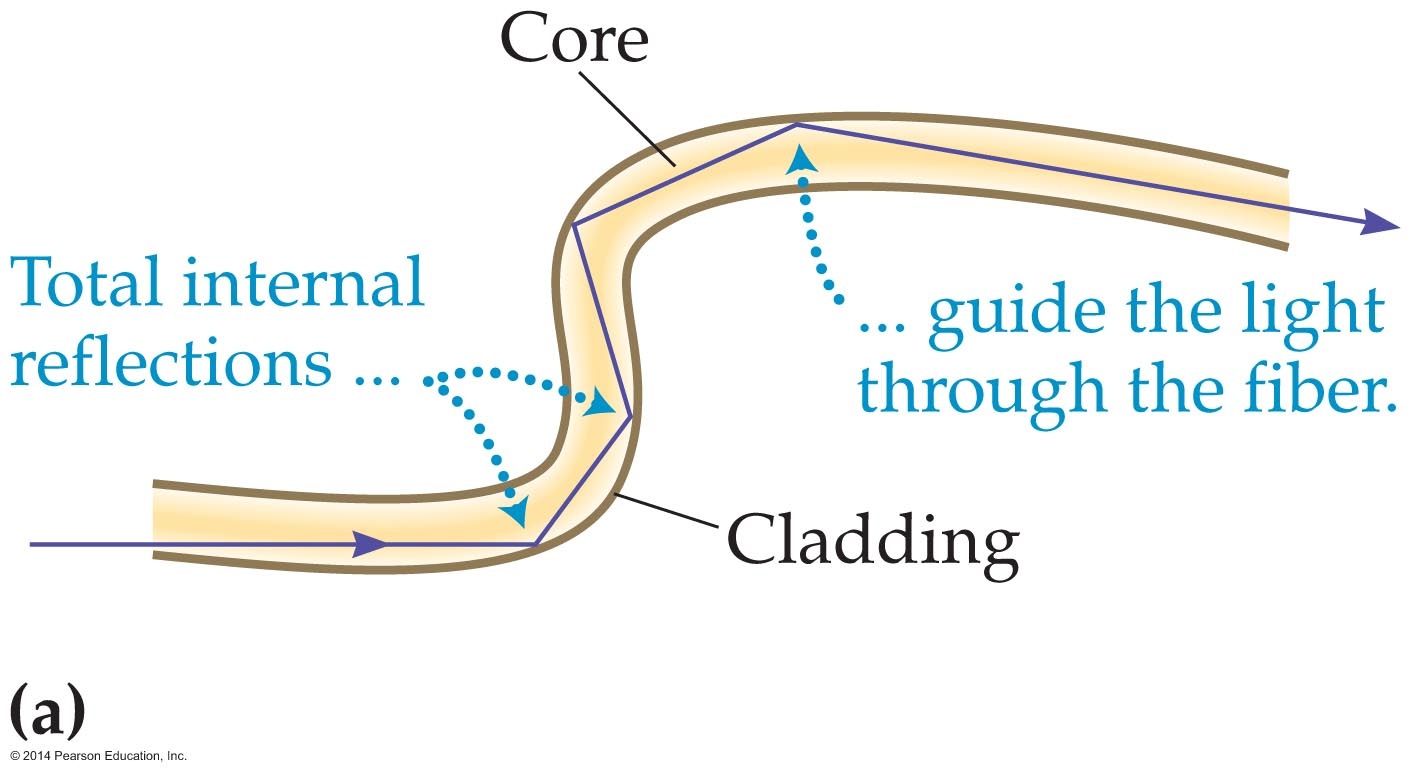 Core
Total internal
reflections ...
... guide the light
through the fiber.
Cladding
(a)
© 2014 Pearson Education, Inc.